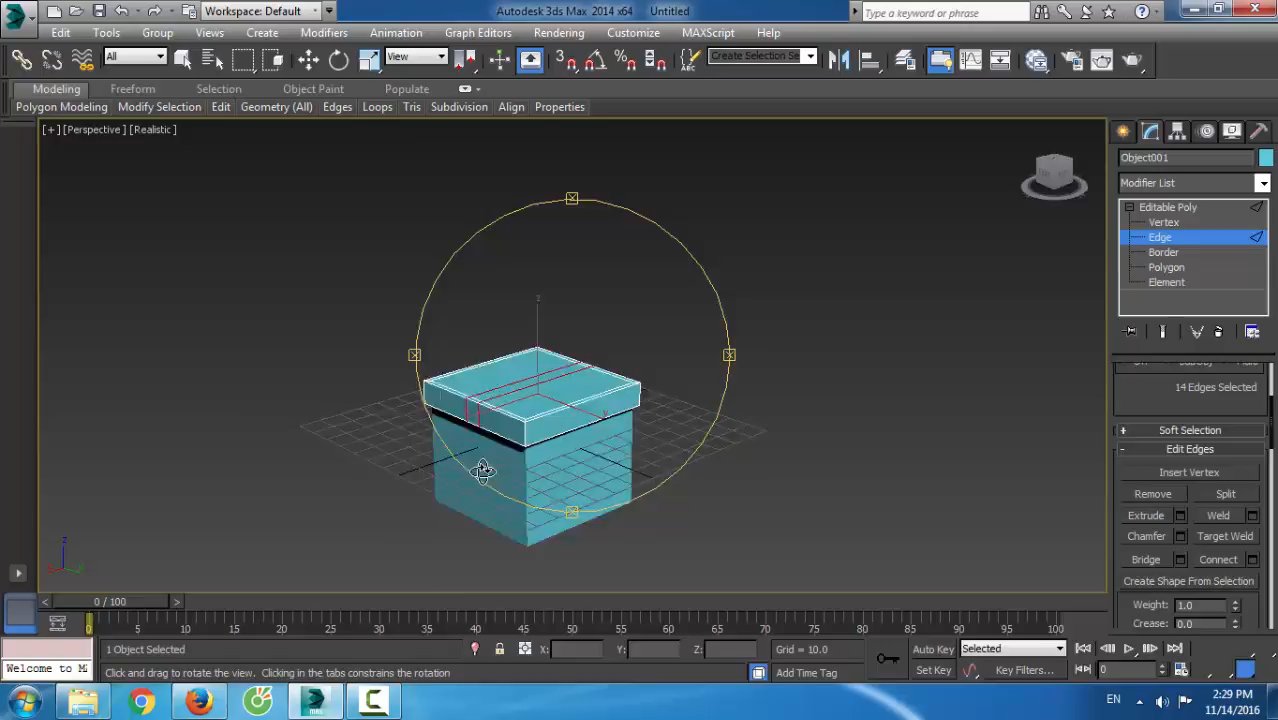 Workspace: Default
Autodesk 3ds Max 2014 x64 Untitled
Type a keyword or phrase
Edit Tools Group Views Create Modifiers Animation Graph Editors Rendering Customize MAXScript Help
All
View
3
Create Selection Se
Modeling Freeform Selection Object Paint Populate
Polygon Modeling Modify Selection Edit Geometry (All) Edges Loops Tris Subdivision Align Properties
[+] [Perspective] [Realistic]
Object001
Modifier List
Editable Poly
Vertex
Edge
Border
Polygon
Element
14 Edges Selected
+ Soft Selection
- Edit Edges
Insert Vertex
Remove Split
Extrude Weld
Chamfer Target Weld
Bridge Connect
Create Shape From Selection
Weight: 1.0
Crease: 0.0
z
y
z
x
y
< 0 / 100 >
0 5 10 15 20 25 30 35 40 45 50 55 60 65 70 75 80 85 90 95 100
1 Object Selected
X: Y: Z:
Grid = 10.0
Auto Key Selected
Welcome to M
Click and drag to rotate the view. Clicking in the tabs constrains the rotation
Add Time Tag
Set Key Key Filters...
0
EN
2:29 PM
11/14/2016